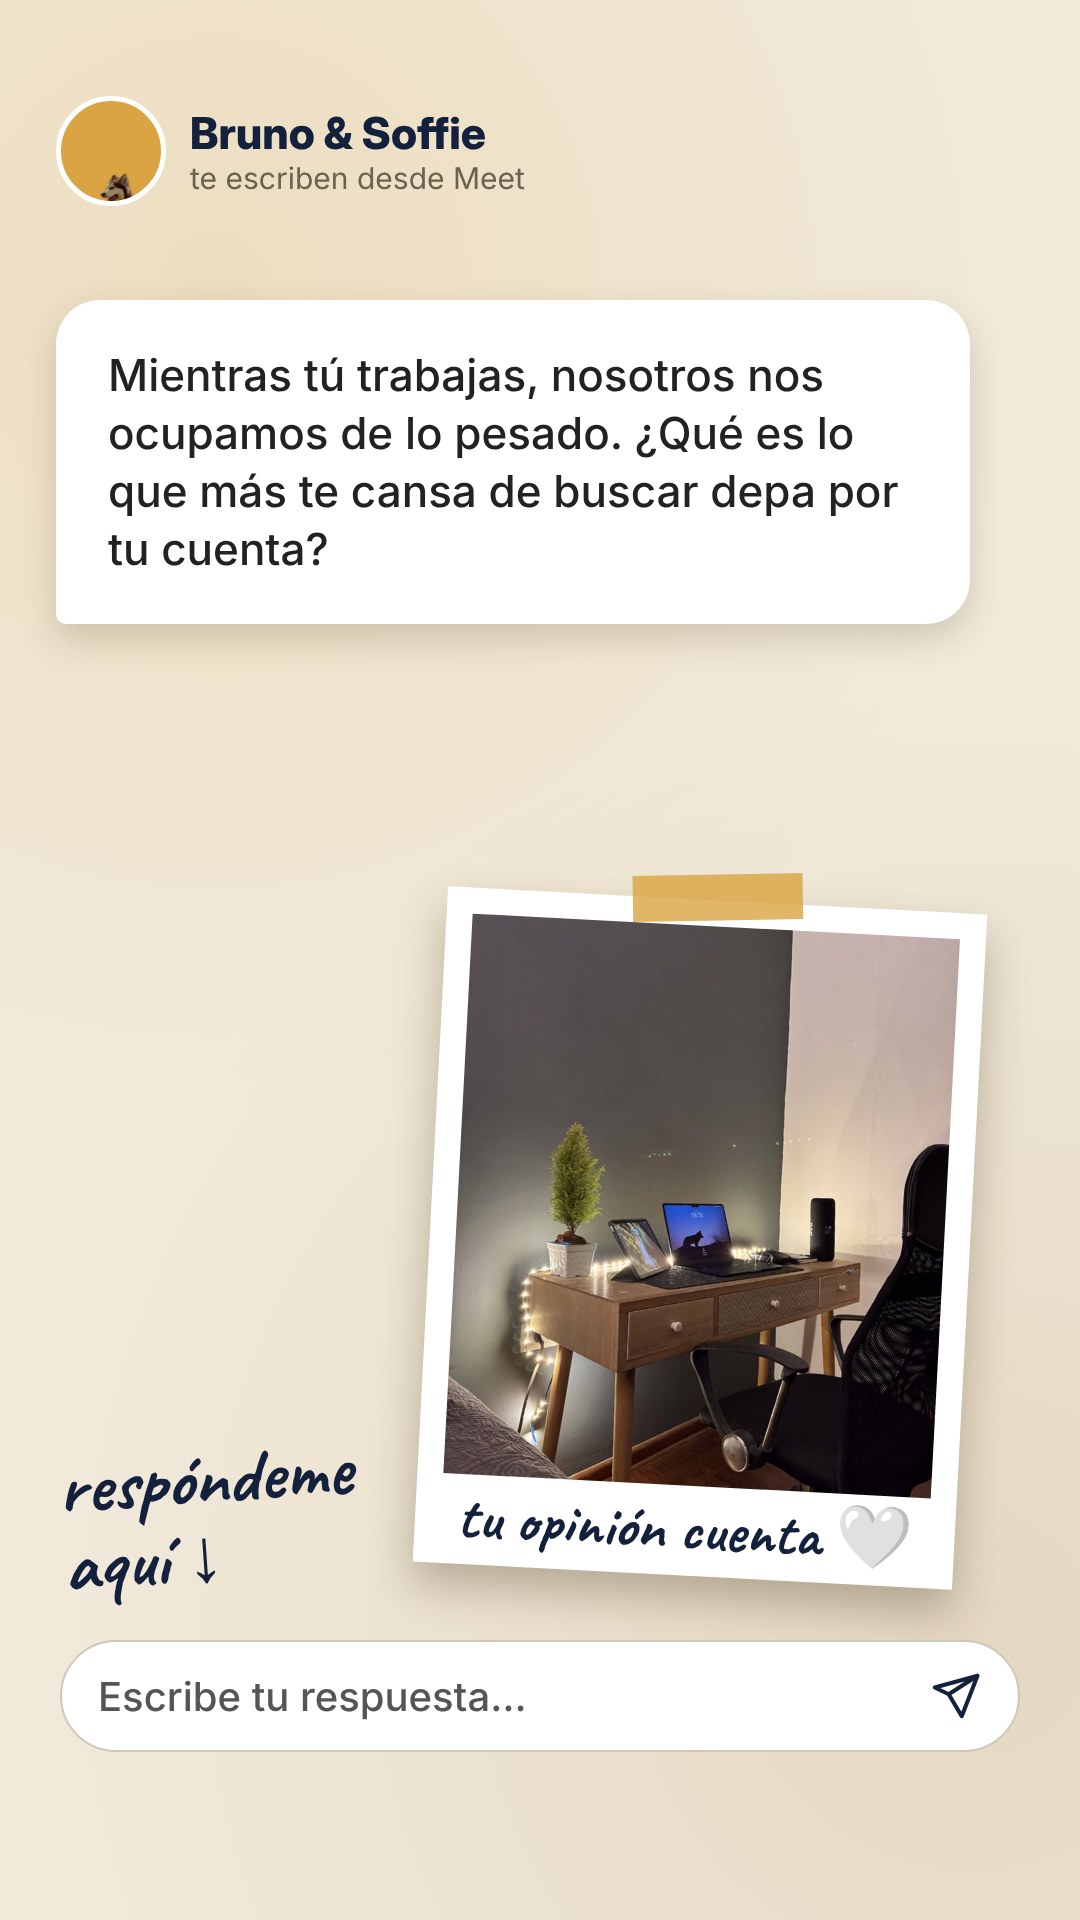 Bruno & Soffie
te escriben desde Meet
Mientras tú trabajas, nosotros nos
ocupamos de lo pesado. ¿Qué es lo
que más te cansa de buscar depa por
tu cuenta?
respóndeme
aquí ↓
tu opinión cuenta 🤍
Escribe tu respuesta...